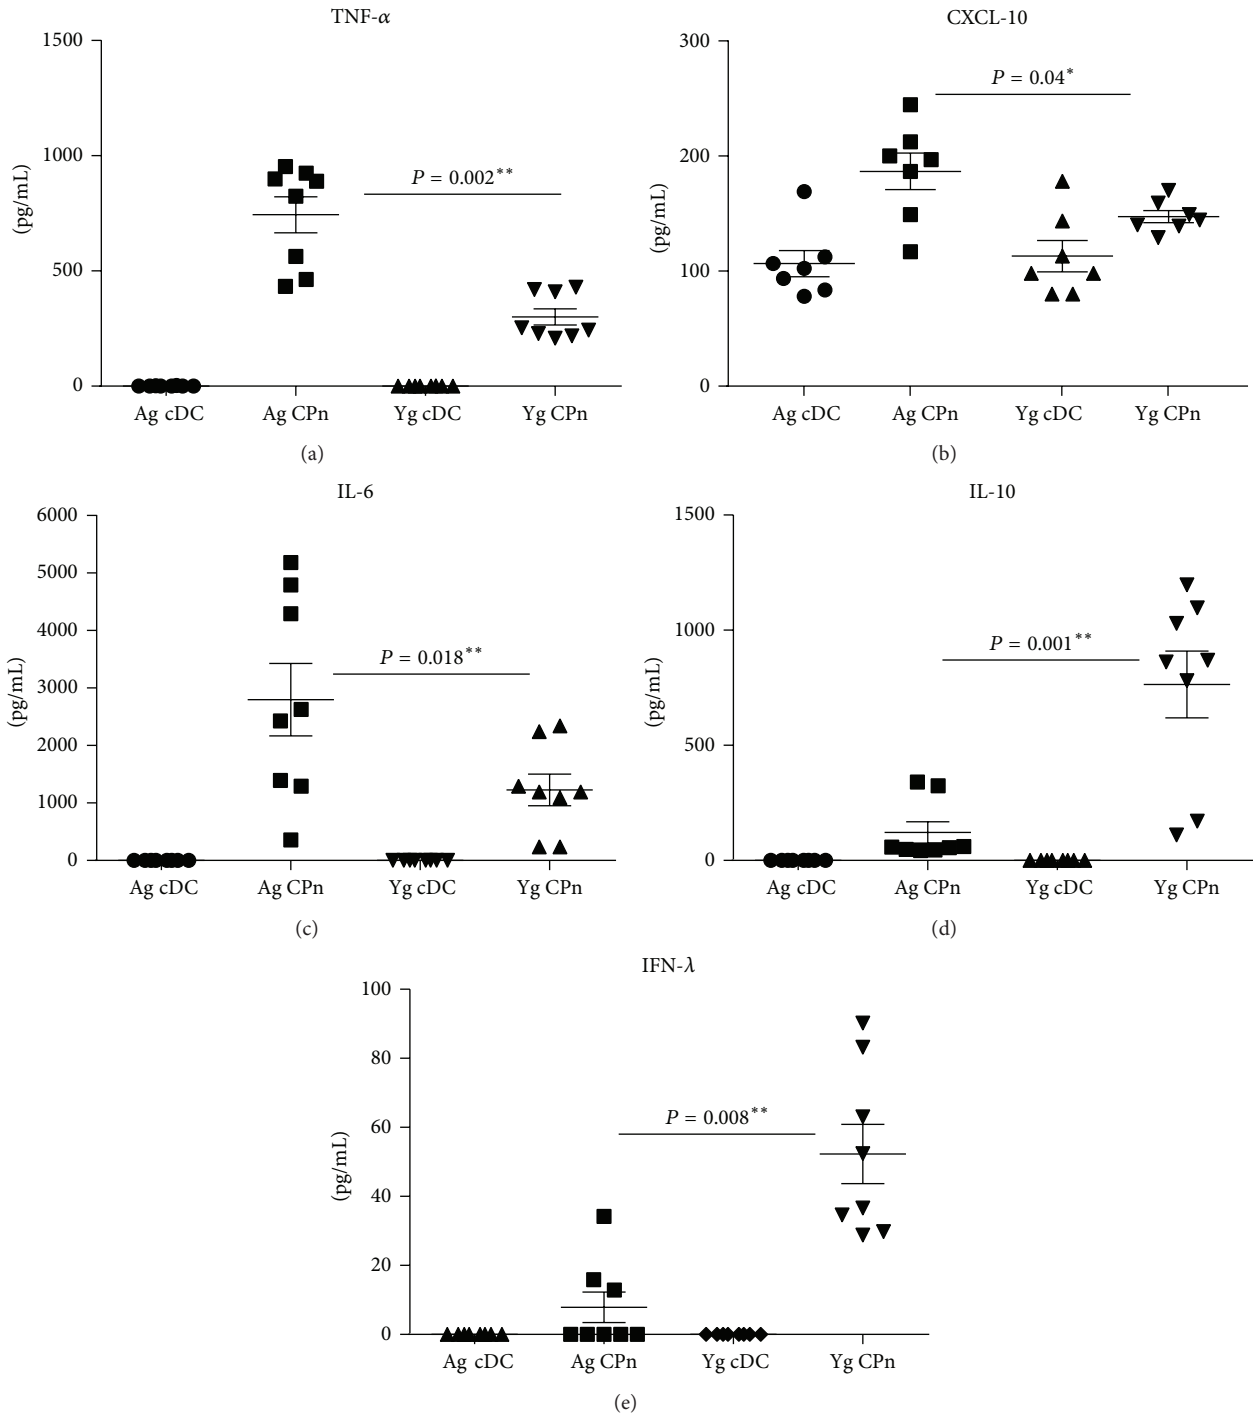 TNF-α
1500
1000
500
0
(pg/mL)
P = 0.002**
Ag cDC Ag CPn Yg cDC Yg CPn
(a)
CXCL-10
300
200
100
0
(pg/mL)
P = 0.04*
Ag cDC Ag CPn Yg cDC Yg CPn
(b)
IL-6
6000
5000
4000
3000
2000
1000
0
(pg/mL)
P = 0.018**
Ag cDC Ag CPn Yg cDC Yg CPn
(c)
IL-10
1500
1000
500
0
(pg/mL)
P = 0.001**
Ag cDC Ag CPn Yg cDC Yg CPn
(d)
IFN-λ
100
80
60
40
20
0
(pg/mL)
P = 0.008**
Ag cDC Ag CPn Yg cDC Yg CPn
(e)